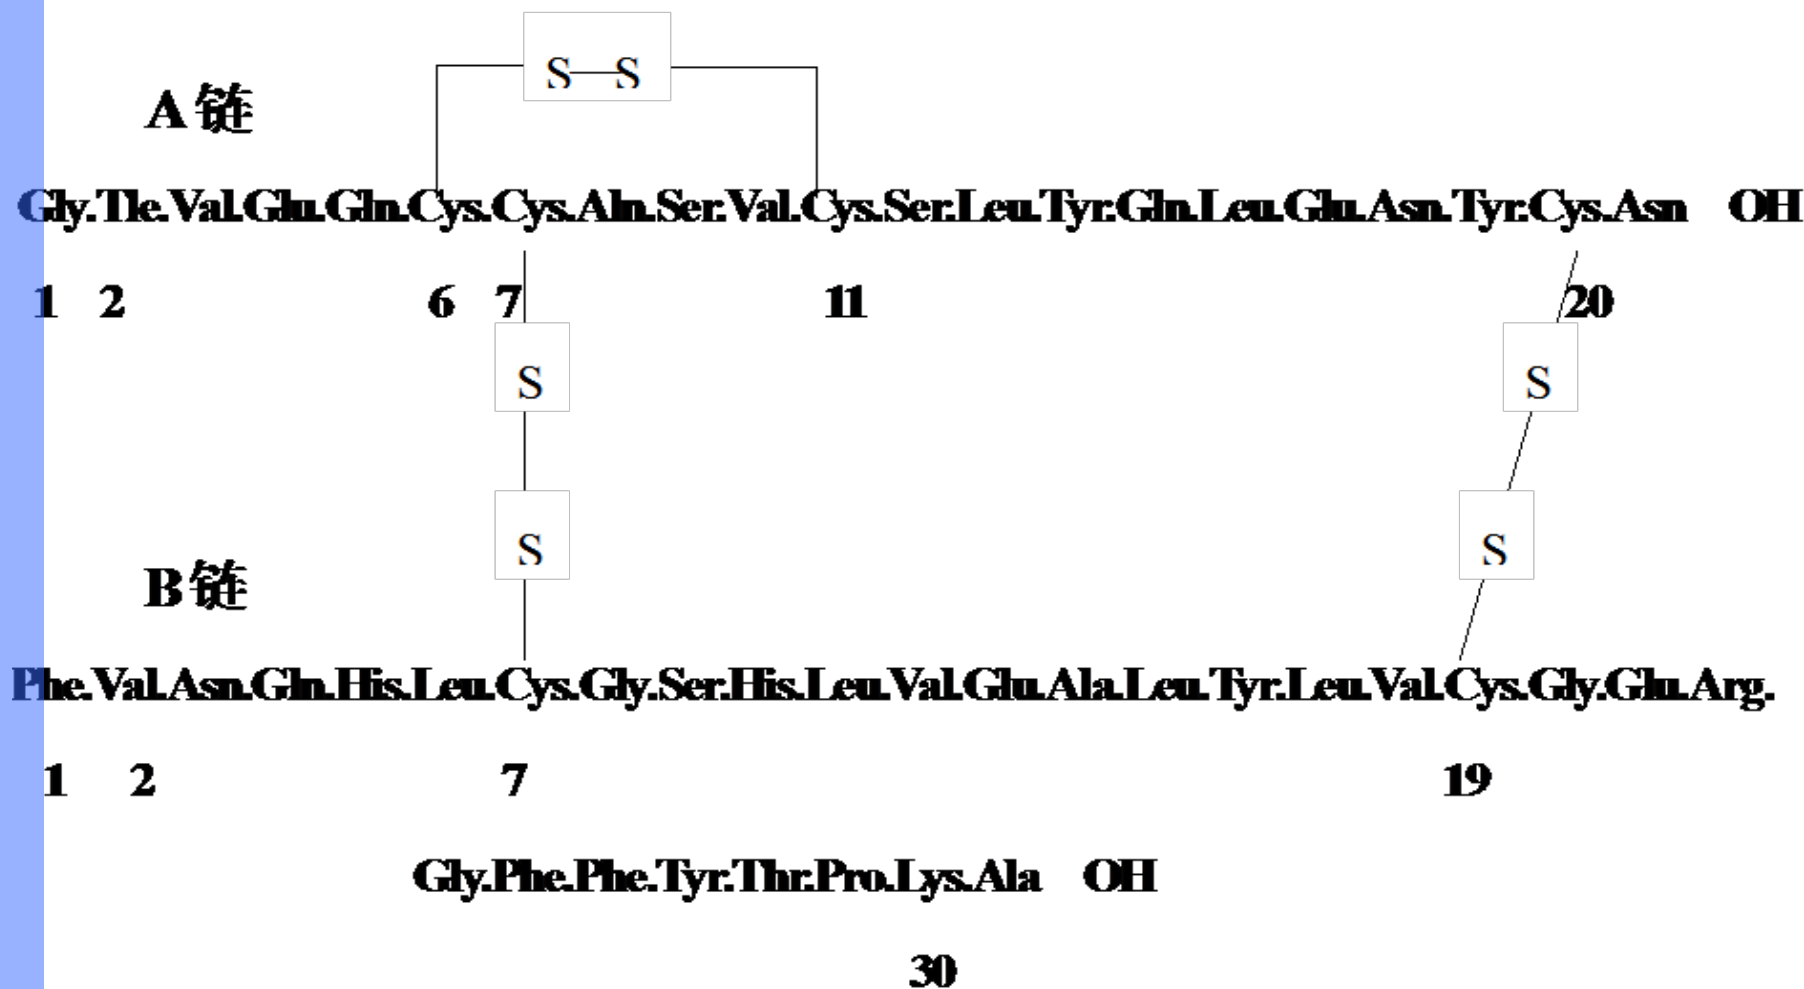 S—S
A 链
Gly.Tle.Val.Glu.Gln.Cys.Cys.Aln.Ser.Val.Cys.Ser.Leu.Tyr.Gln.Leu.Glu.Asn.Tyr.Cys.Asn OH
1 2 6 7 11 20
S S
S S
B 链
Phe.Val.Asn.Gln.His.Leu.Cys.Gly.Ser.His.Leu.Val.Glu.Ala.Leu.Tyr.Leu.Val.Cys.Gly.Glu.Arg.
1 2 7 19
Gly.Phe.Phe.Tyr.Thr.Pro.Lys.Ala OH
30